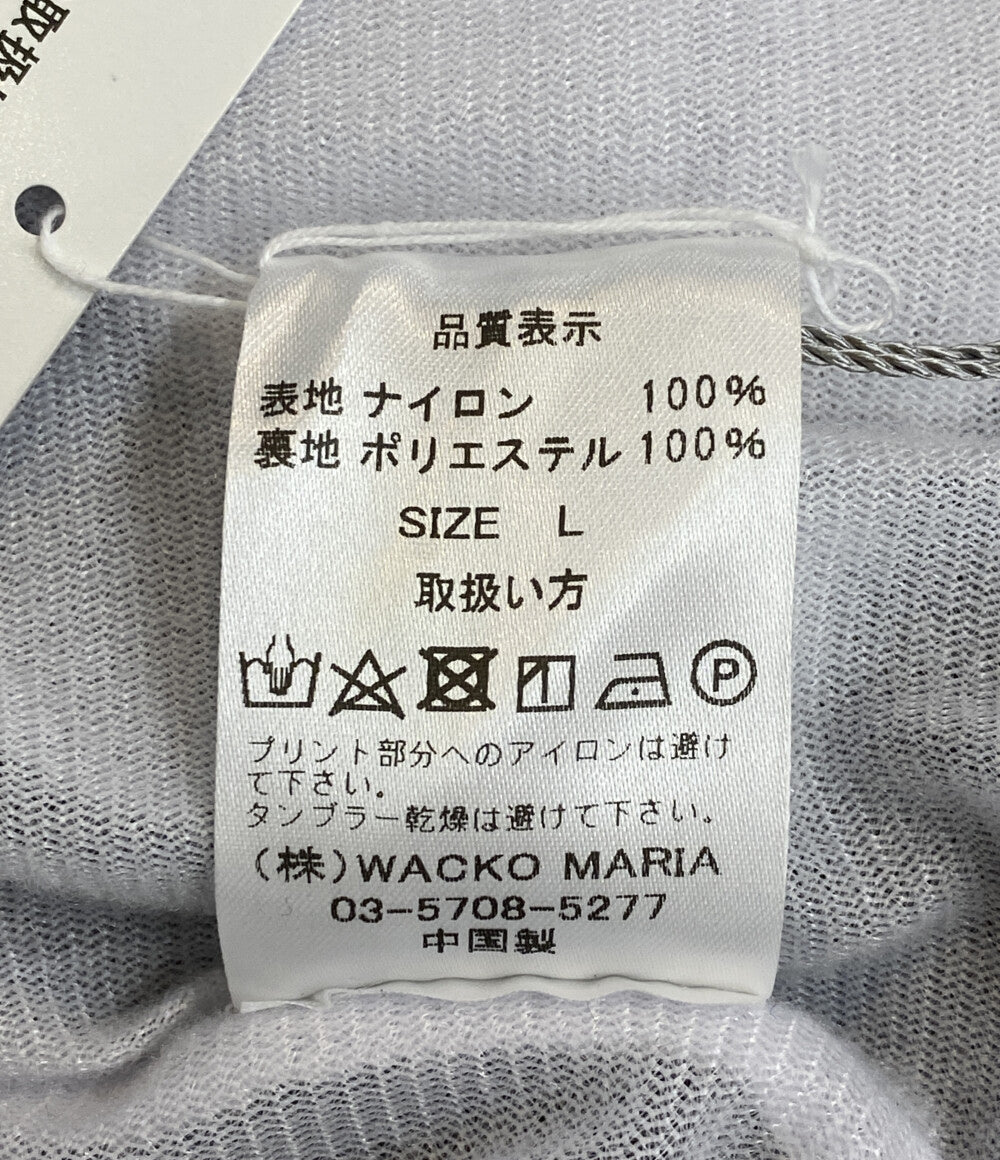 取扱い
品質表示
表地 ナイロン 100%
裏地 ポリエステル 100%
SIZE L
取扱い方
P
プリント部分へのアイロンは避け
て下さい。
タンブラー乾燥は避けて下さい。
(株)WACKO MARIA
03-5708-5277
中国製